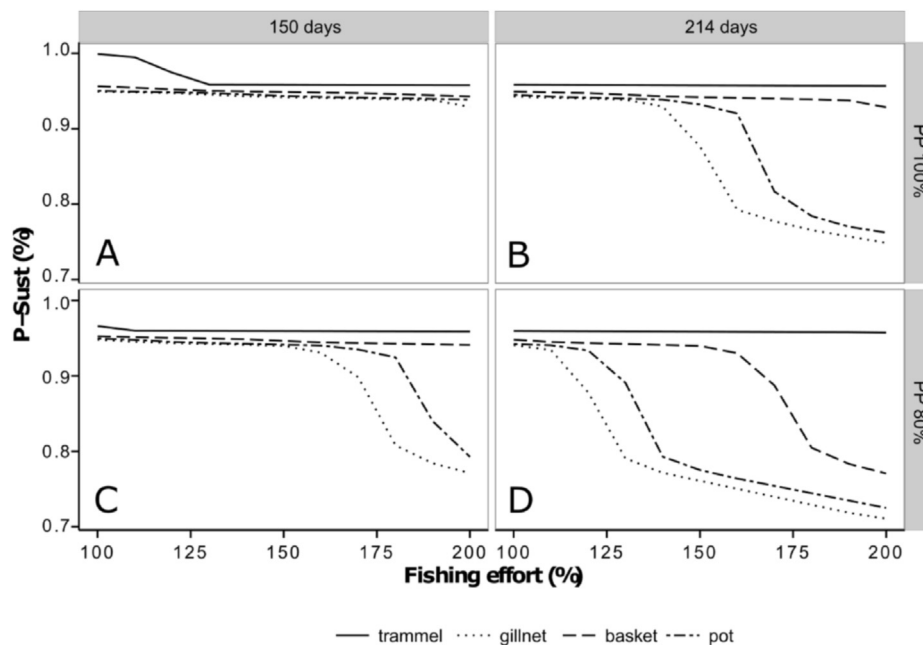 150 days
214 days
P–Sust (%)
1.0
0.9
0.8
0.7
A
B
PP 100%
1.0
0.9
0.8
0.7
C
D
PP 80%
100
125
150
175
200
100
125
150
175
200
Fishing effort (%)
trammel
gillnet
basket
pot